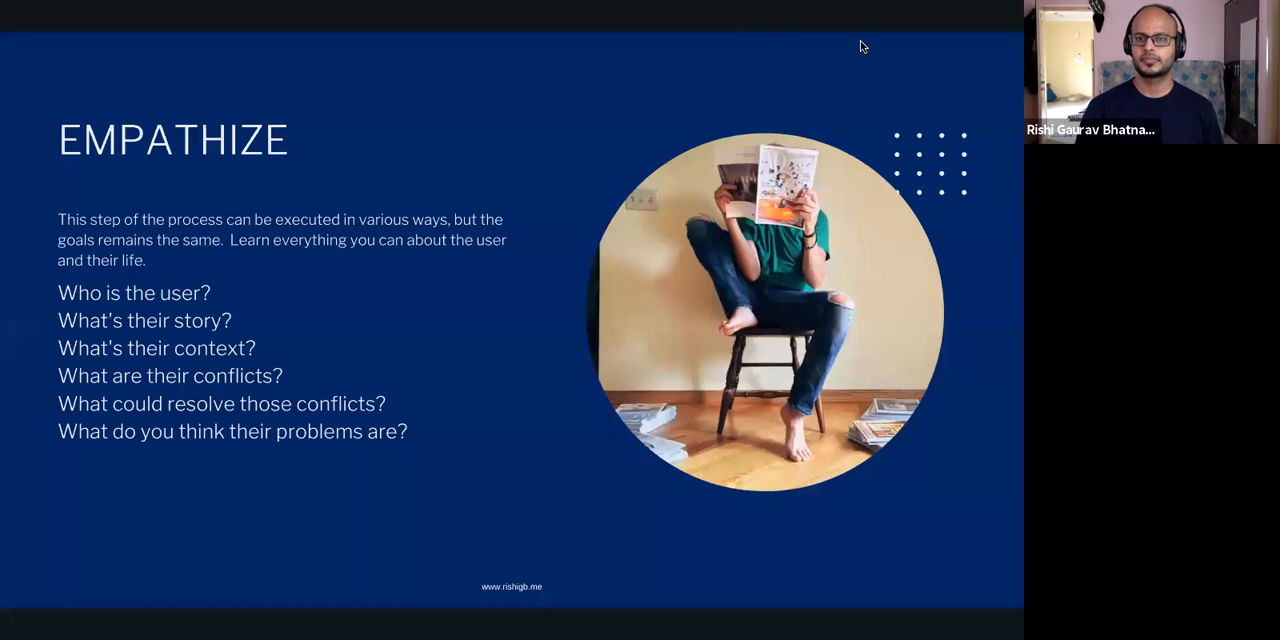 EMPATHIZE
This step of the process can be executed in various ways, but the
goals remains the same.  Learn everything you can about the user
and their life.
Who is the user?
What's their story?
What's their context?
What are their conflicts?
What could resolve those conflicts?
What do you think their problems are?
www.rishigb.me
Rishi Gaurav Bhatna...